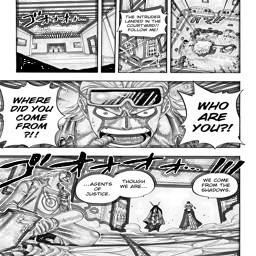 THE INTRUDER
LANDED IN THE
COURTYARD!!
FOLLOW ME!
WHO
ARE
YOU?!
WHERE
DID YOU
COME
FROM?!!
WE COME
FROM THE
SHADOWS.
THOUGH
WE ARE...
...AGENTS
OF
JUSTICE.